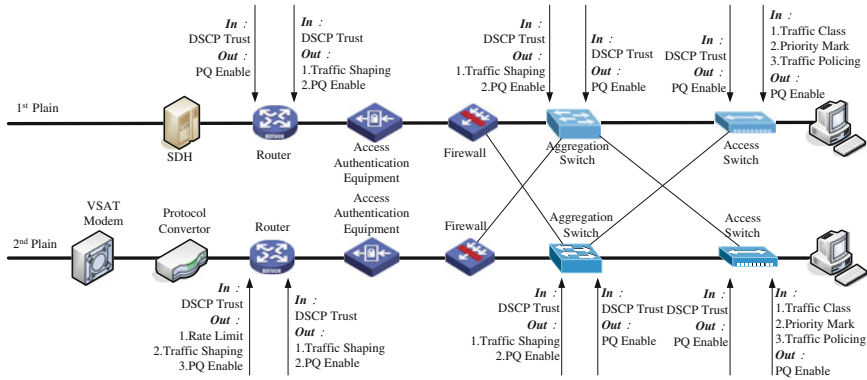 In :
DSCP Trust
Out :
PQ Enable
In :
DSCP Trust
Out :
1.Traffic Shaping
2.PQ Enable
In :
DSCP Trust
Out :
1.Traffic Shaping
2.PQ Enable
In :
DSCP Trust
Out :
PQ Enable
In :
DSCP Trust
Out :
PQ Enable
In :
1.Traffic Class
2.Priority Mark
3.Traffic Policing
Out :
PQ Enable
1st Plain
SDH
Router
Access
Authentication
Equipment
Firewall
Aggregation
Switch
Access
Switch
2nd Plain
VSAT
Modem
Protocol
Convertor
Router
Access
Authentication
Equipment
Firewall
Aggregation
Switch
Access
Switch
In :
DSCP Trust
Out :
1.Rate Limit
2.Traffic Shaping
3.PQ Enable
In :
DSCP Trust
Out :
1.Traffic Shaping
2.PQ Enable
In :
DSCP Trust
Out :
1.Traffic Shaping
2.PQ Enable
In :
DSCP Trust
Out :
PQ Enable
In :
DSCP Trust
Out :
PQ Enable
In :
1.Traffic Class
2.Priority Mark
3.Traffic Policing
Out :
PQ Enable